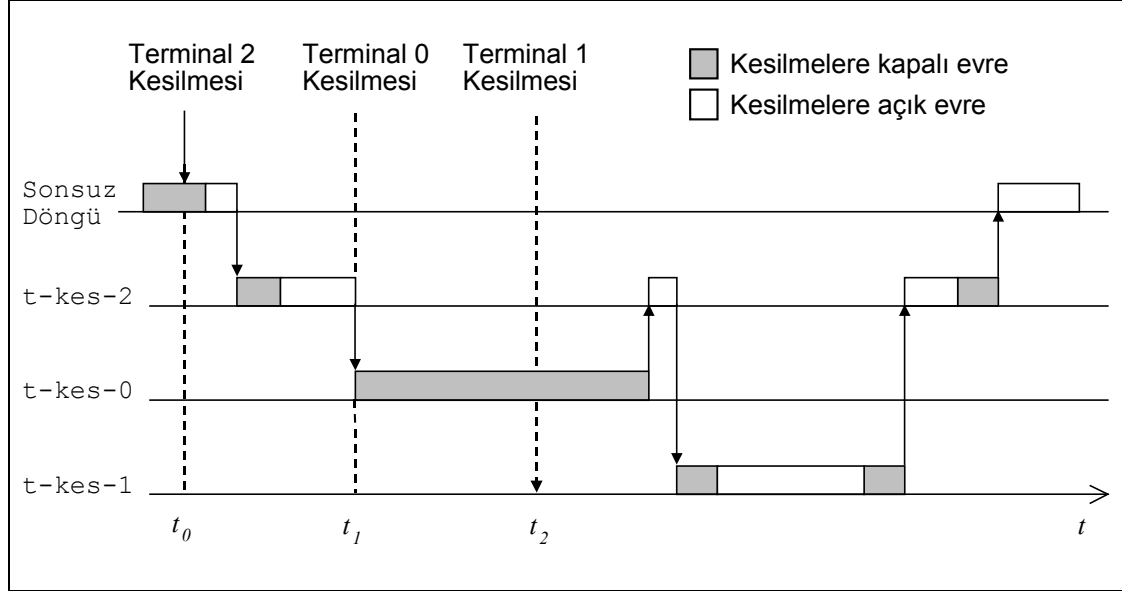 Terminal 2
Kesilmesi
Terminal 0
Kesilmesi
Terminal 1
Kesilmesi
Kesilmelere kapalı evre
Kesilmelere açık evre
Sonsuz
Döngü
t-kes-2
t-kes-0
t-kes-1
t0
t1
t2
t